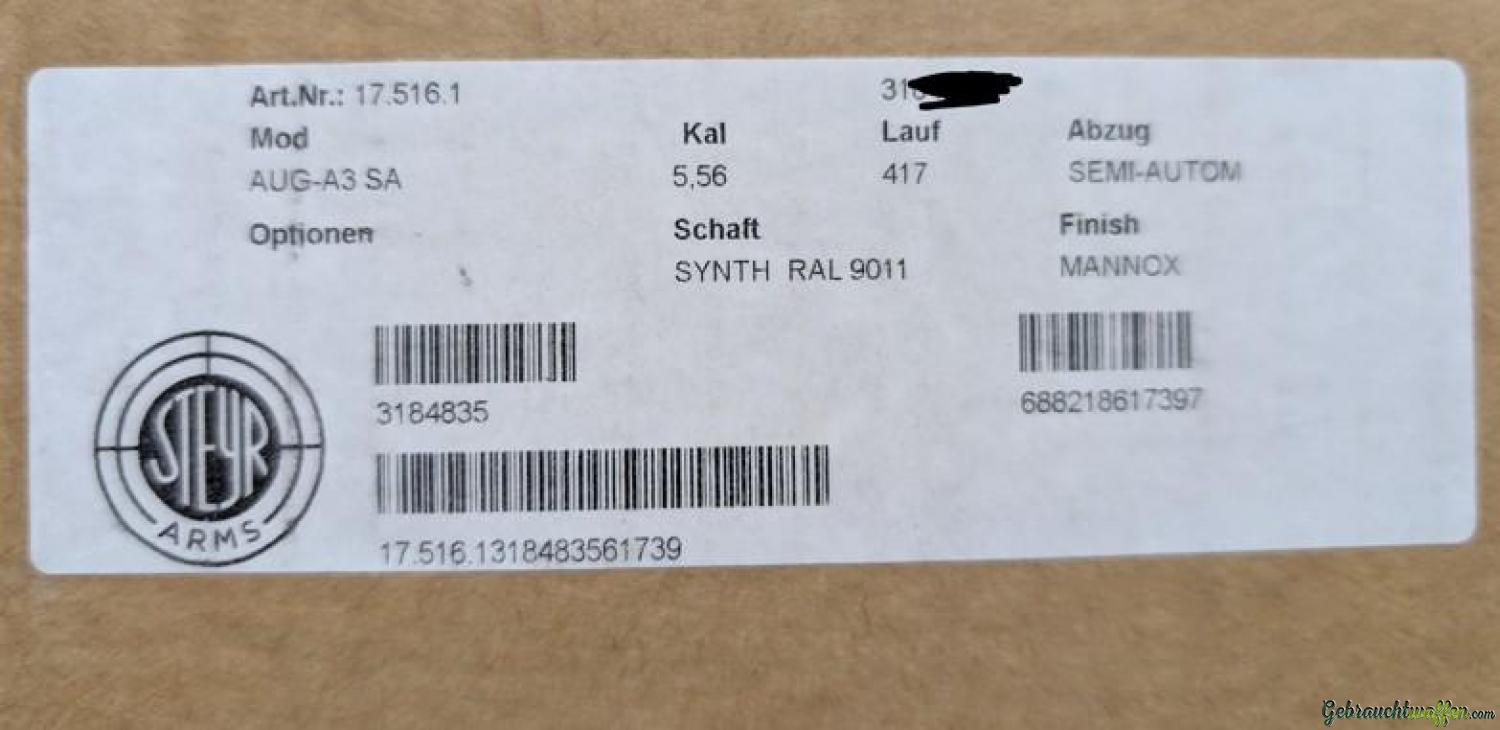 Art.Nr.: 17.516.1
Mod Kal Lauf Abzug
AUG-A3 SA 5,56 417 SEMI-AUTOM
Optionen Schaft Finish
SYNTH RAL 9011 MANNOX
STEYR
ARMS
3184835
688218617397
17.516.1318483561739
Gebrauchtwaffen.com